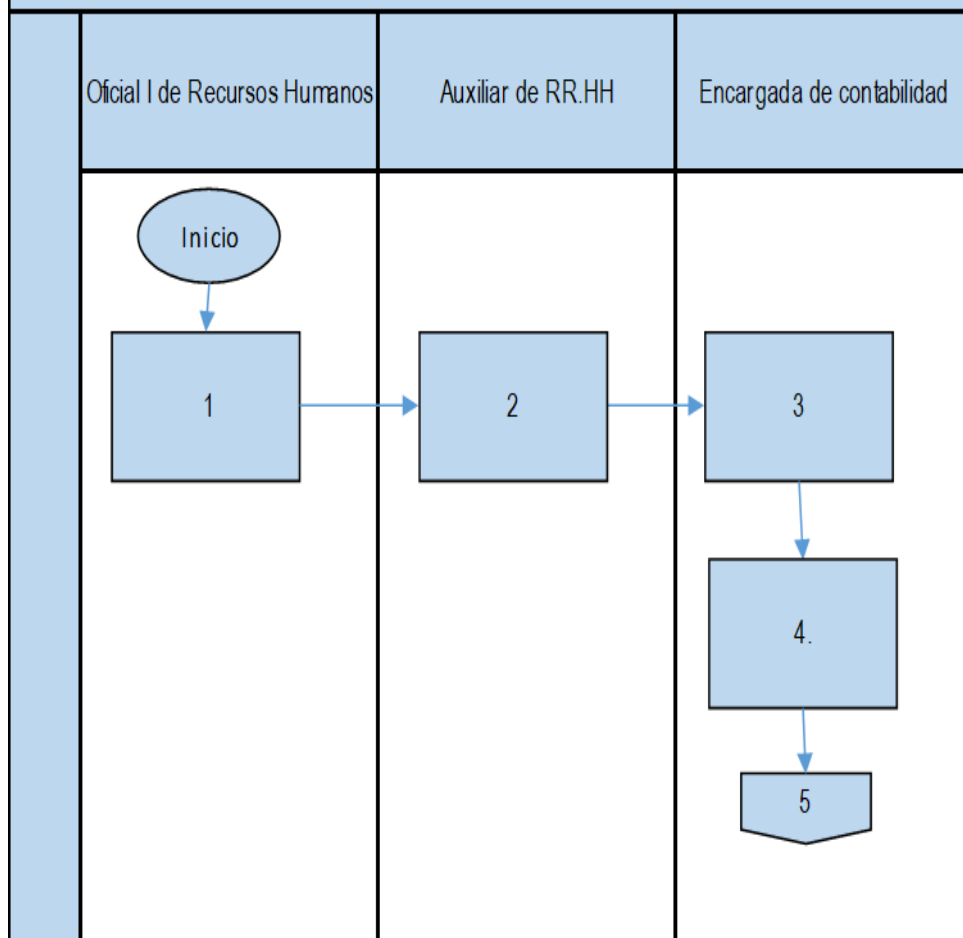 Oficial I de Recursos Humanos
Auxiliar de RR.HH
Encargada de contabilidad
Inicio
1
2
3
4.
5